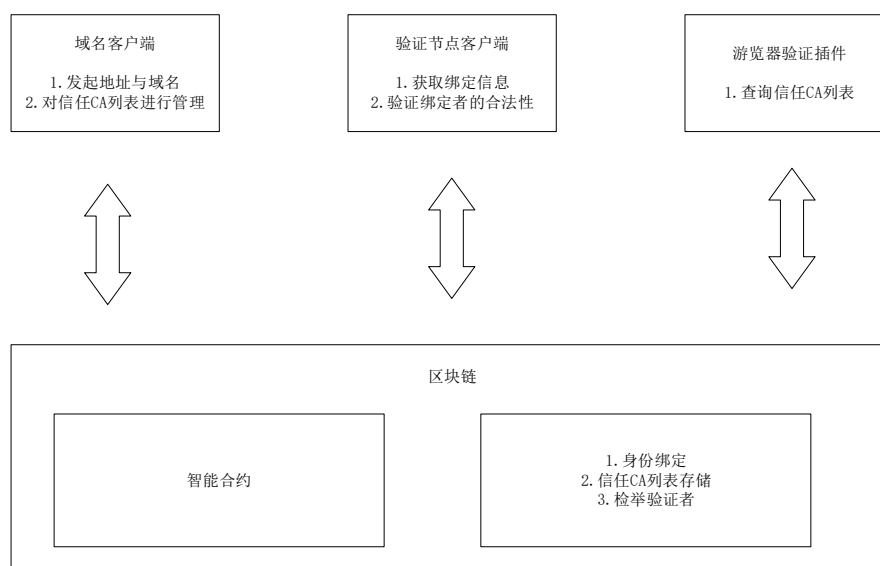 域名客户端
1.发起地址与域名
2.对信任CA列表进行管理
验证节点客户端
1.获取绑定信息
2.验证绑定者的合法性
游览器验证插件
1.查询信任CA列表
区块链
智能合约
1.身份绑定
2.信任CA列表存储
3.检举验证者